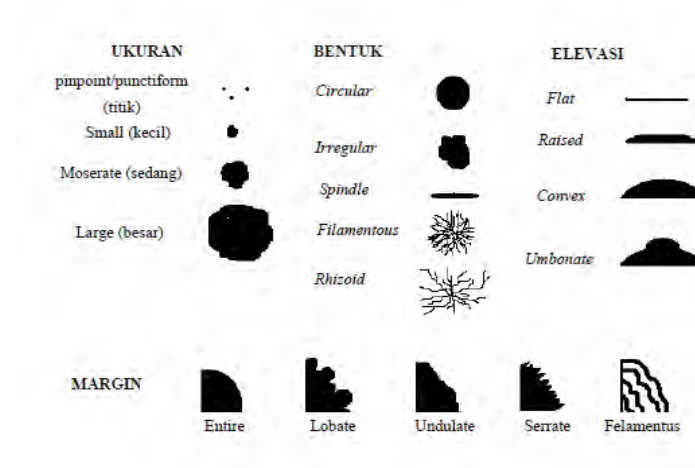 UKURAN
pinpoint/punctiform
(titik)
Small (kecil)
Moserate (sedang)
Large (besar)
BENTUK
Circular
Irregular
Spindle
Filamentous
Rhizoid
ELEVASI
Flat
Raised
Convex
Umbonate
MARGIN
Entire
Lobate
Undulate
Serrate
Felamentus